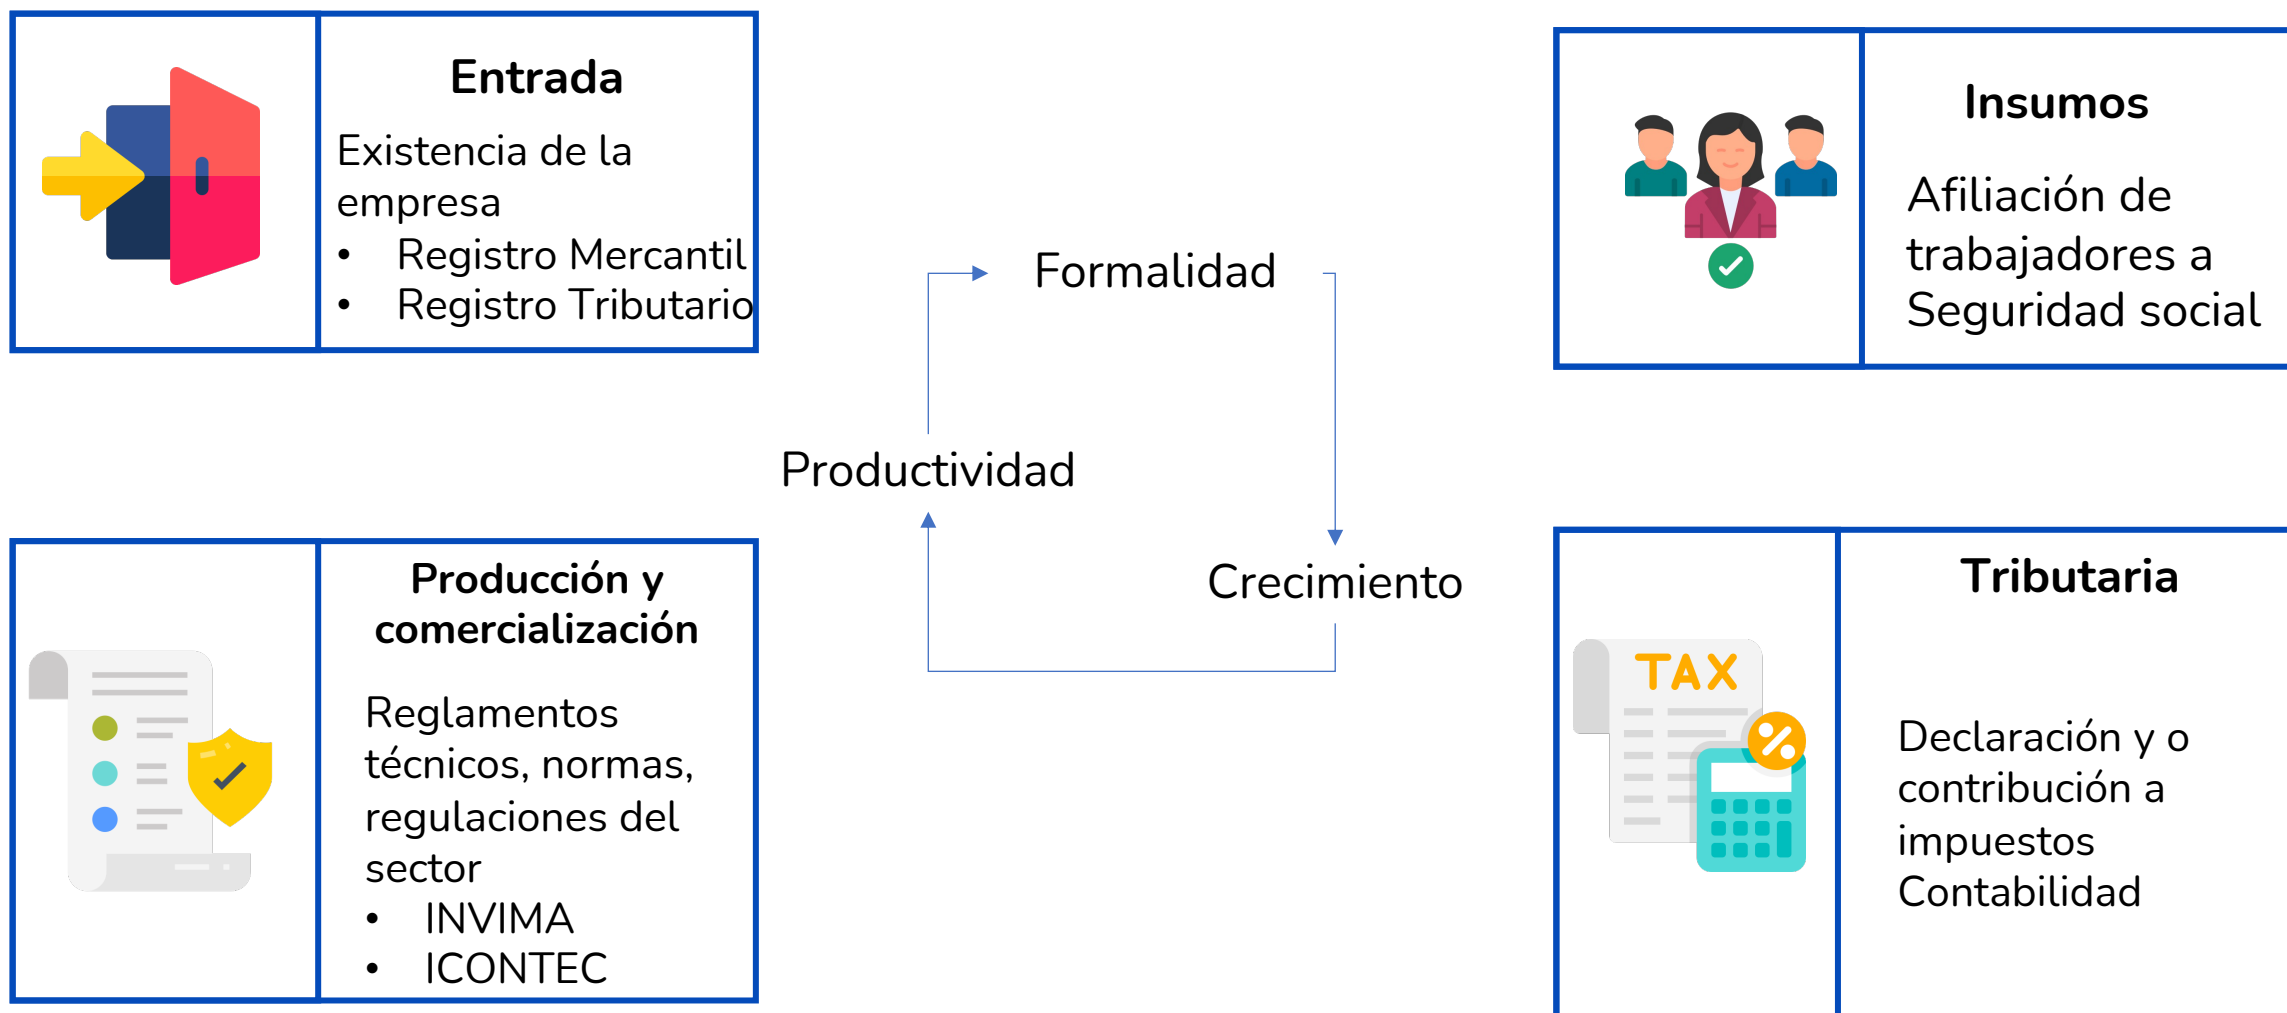 Entrada
Existencia de la
empresa
• Registro Mercantil
• Registro Tributario
Insumos
Afiliación de
trabajadores a
Seguridad social
Formalidad
Productividad
Crecimiento
Producción y
comercialización
Reglamentos
técnicos, normas,
regulaciones del
sector
• INVIMA
• ICONTEC
Tributaria
TAX
%
Declaración y o
contribución a
impuestos
Contabilidad